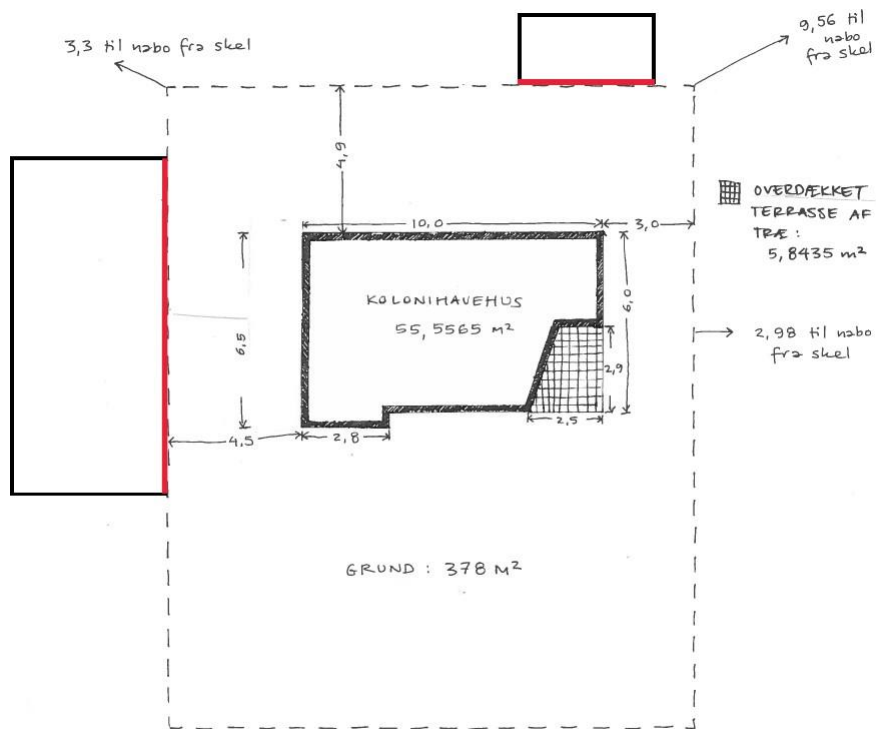 3,3 til nabo fra skel
9,56 til
nabo
fra skel
4,9
10,0
3,0
OVERDÆKKET
TERRASSE AF
TRÆ:
5,8435 m²
KOLONIHAVEHUS
55,5565 m²
6,5
6,0
2,9
2,98 til nabo
fra skel
4,5
2,8
2,5
GRUND : 378 M²